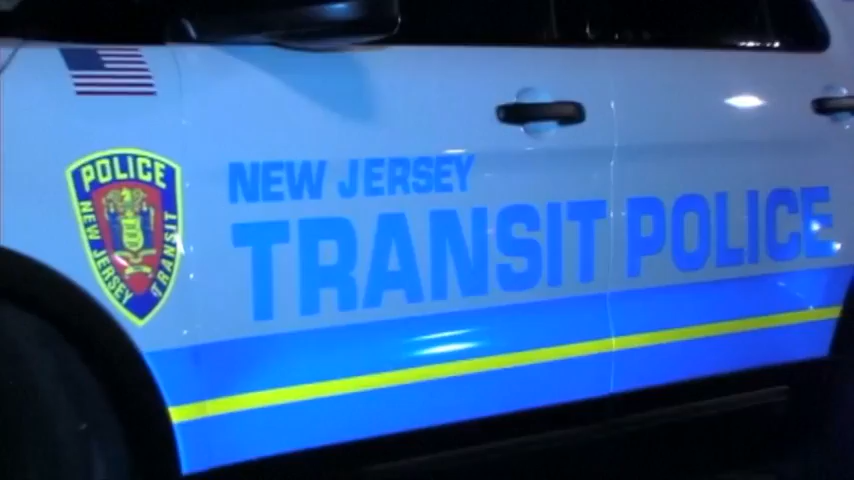 POLICE
NEW JERSEY
TRANSIT
NEW JERSEY
TRANSIT POLICE